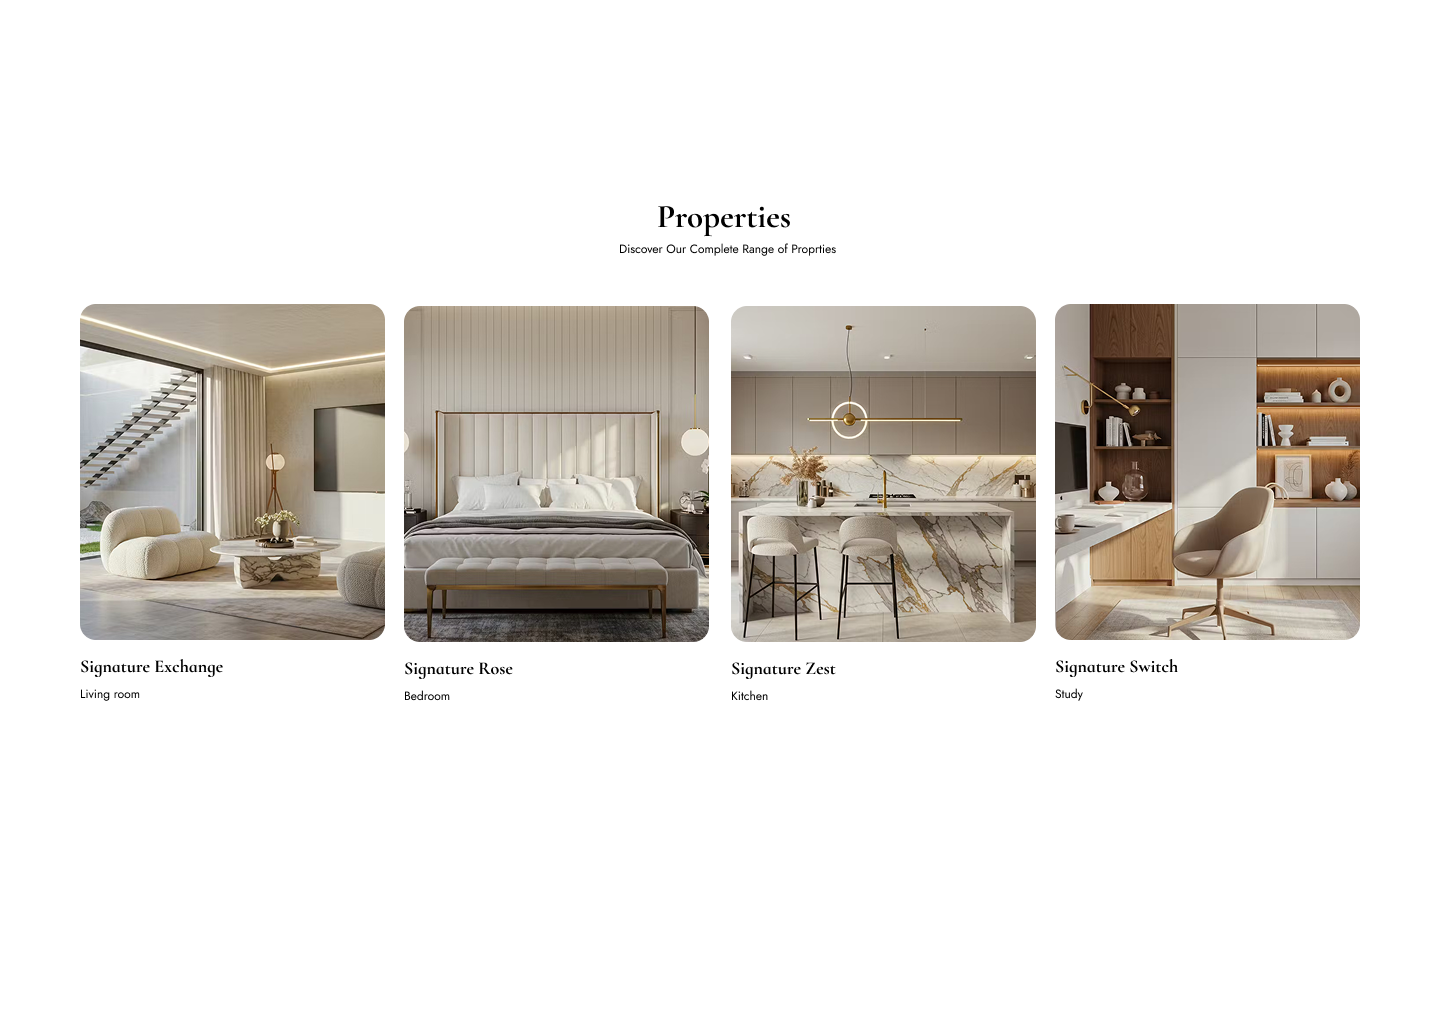 Properties
Discover Our Complete Range of Proprties
Signature Exchange
Living room
Signature Rose
Bedroom
Signature Zest
Kitchen
Signature Switch
Study